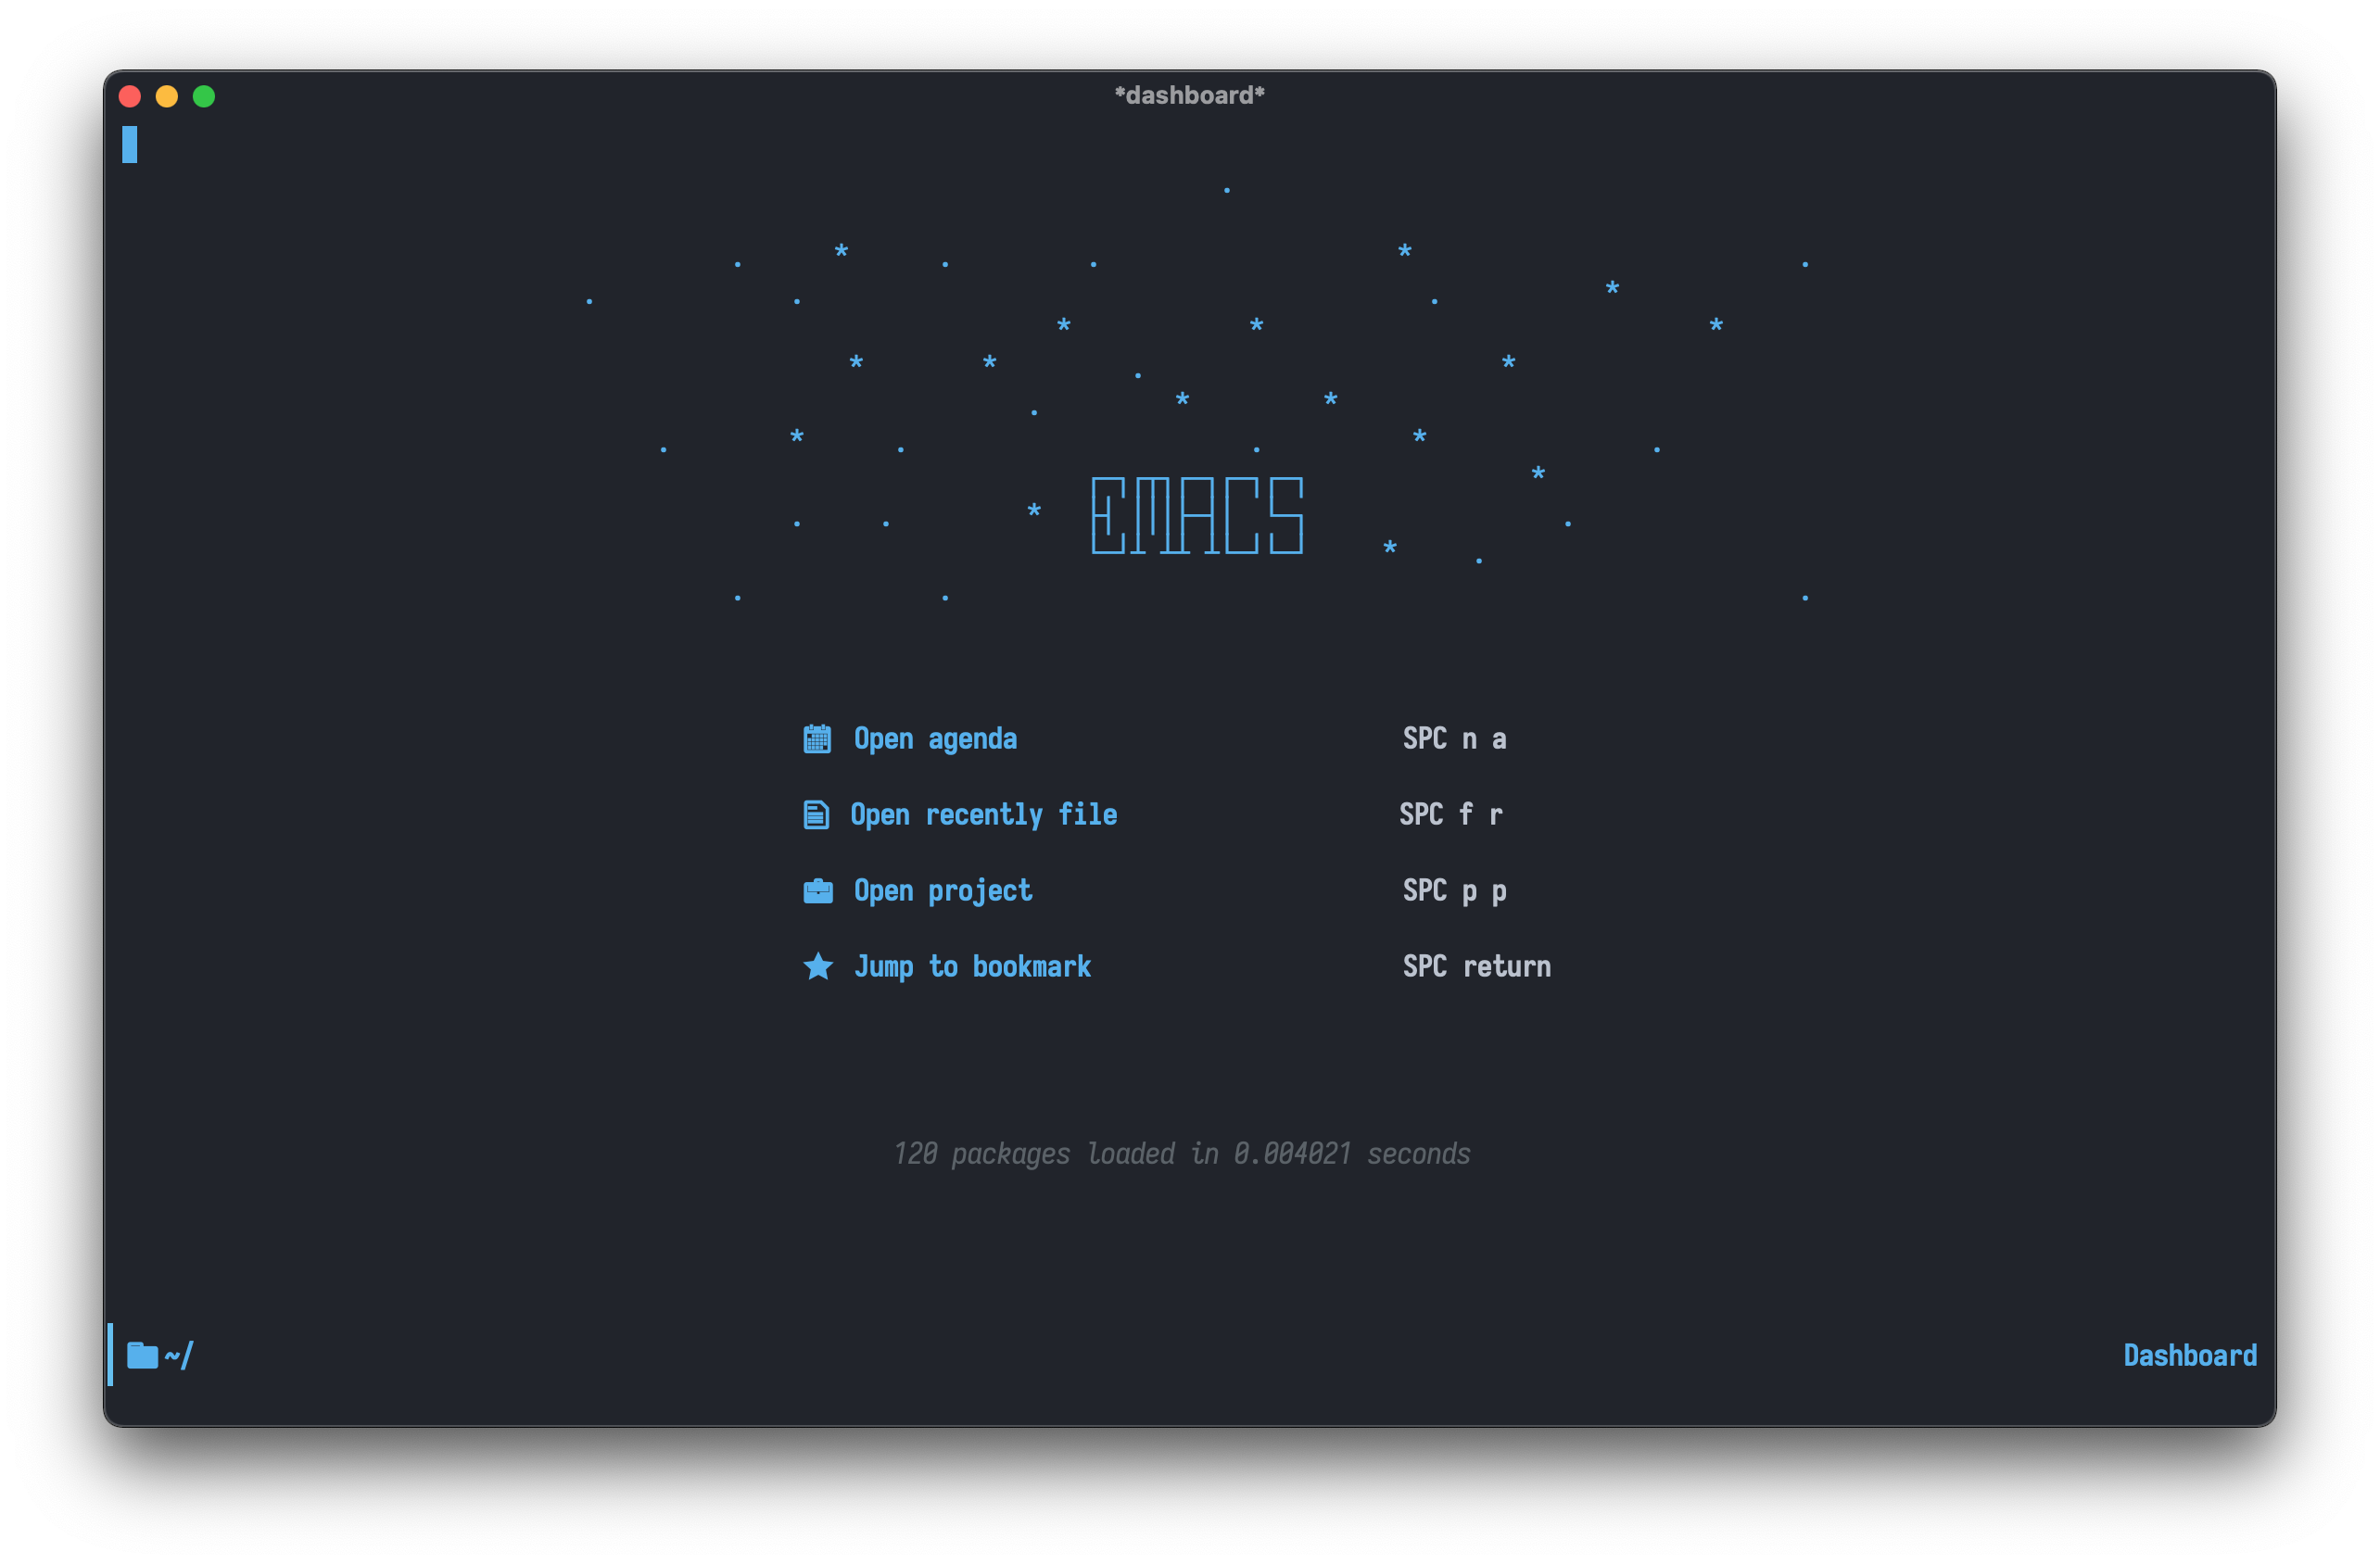 *dashboard*
EMACS
Open agenda SPC n a
Open recently file SPC f r
Open project SPC p p
Jump to bookmark SPC return
120 packages loaded in 0.004021 seconds
~/ Dashboard